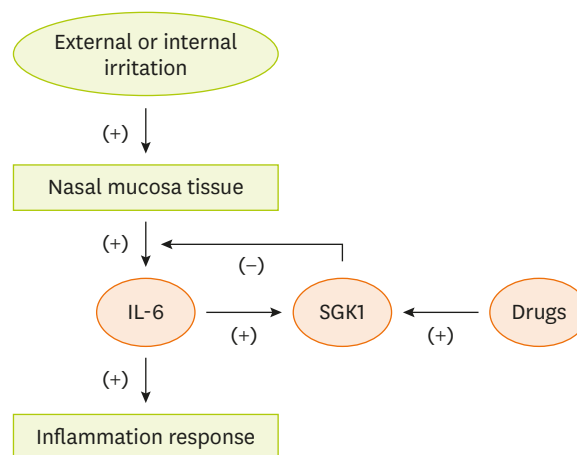 External or internal
irritation
(+)
Nasal mucosa tissue
(+)
(−)
IL-6
(+)
SGK1
(+)
Drugs
(+)
Inflammation response